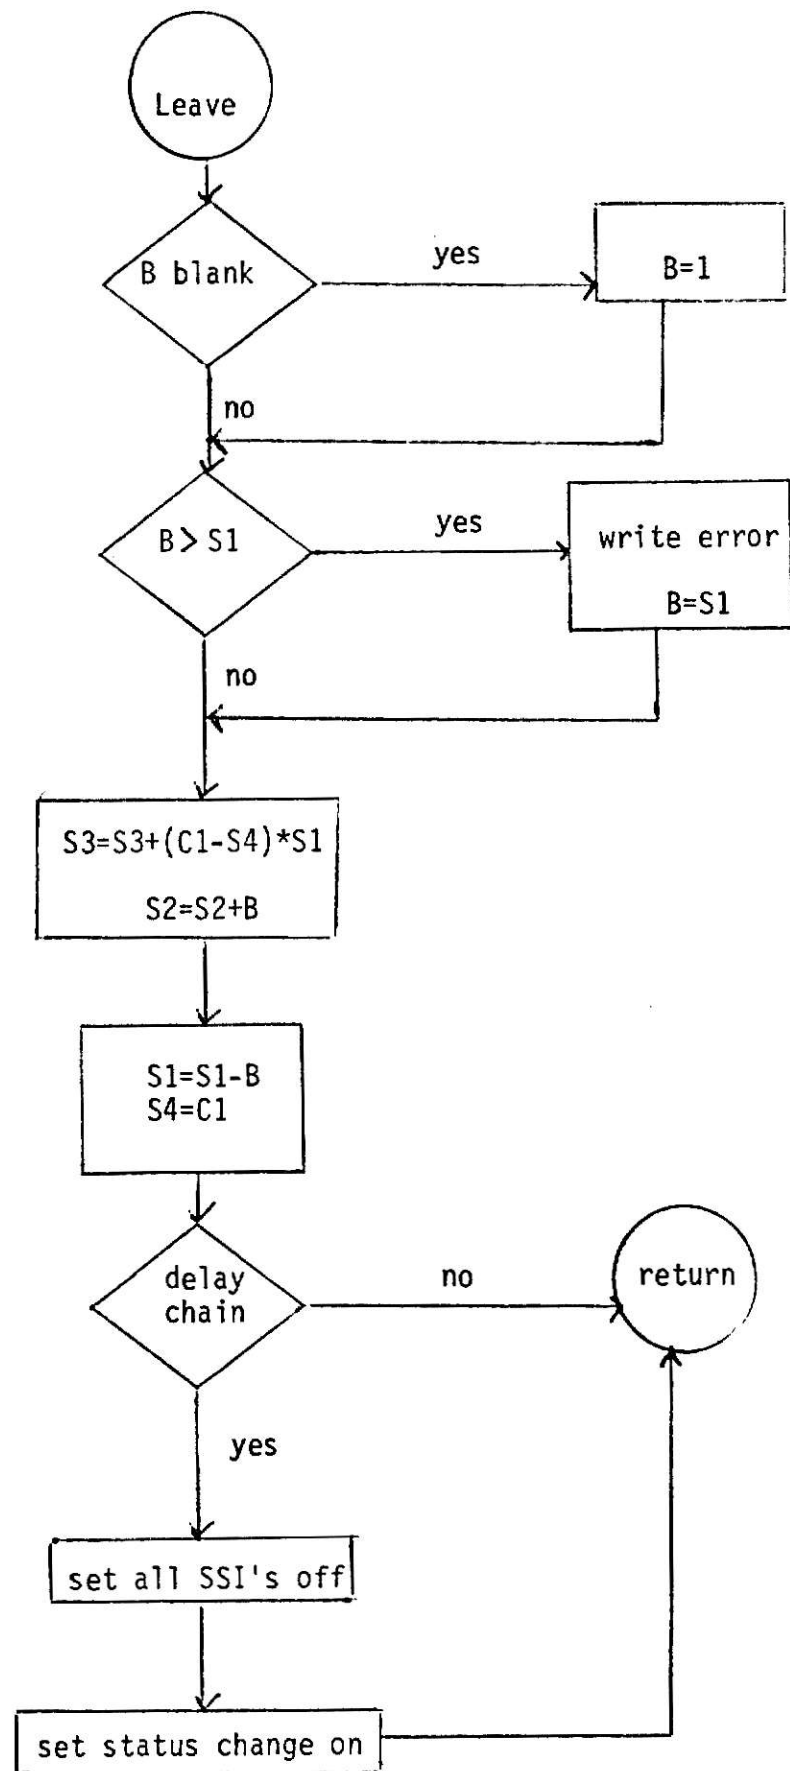 Leave
B blank
yes
B=1
no
B> S1
yes
write error
B=S1
no
S3=S3+(C1-S4)*S1
S2=S2+B
S1=S1-B
S4=C1
delay
chain
no
return
yes
set all SSI's off
set status change on